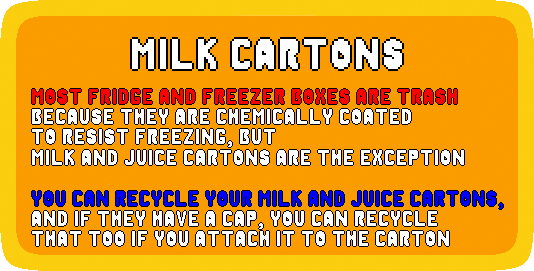 MILK CARTONS
MOST FRIDGE AND FREEZER BOXES ARE TRASH
BECAUSE THEY ARE CHEMICALLY COATED
TO RESIST FREEZING, BUT
MILK AND JUICE CARTONS ARE THE EXCEPTION
YOU CAN RECYCLE YOUR MILK AND JUICE CARTONS,
AND IF THEY HAVE A CAP, YOU CAN RECYCLE
THAT TOO IF YOU ATTACH IT TO THE CARTON